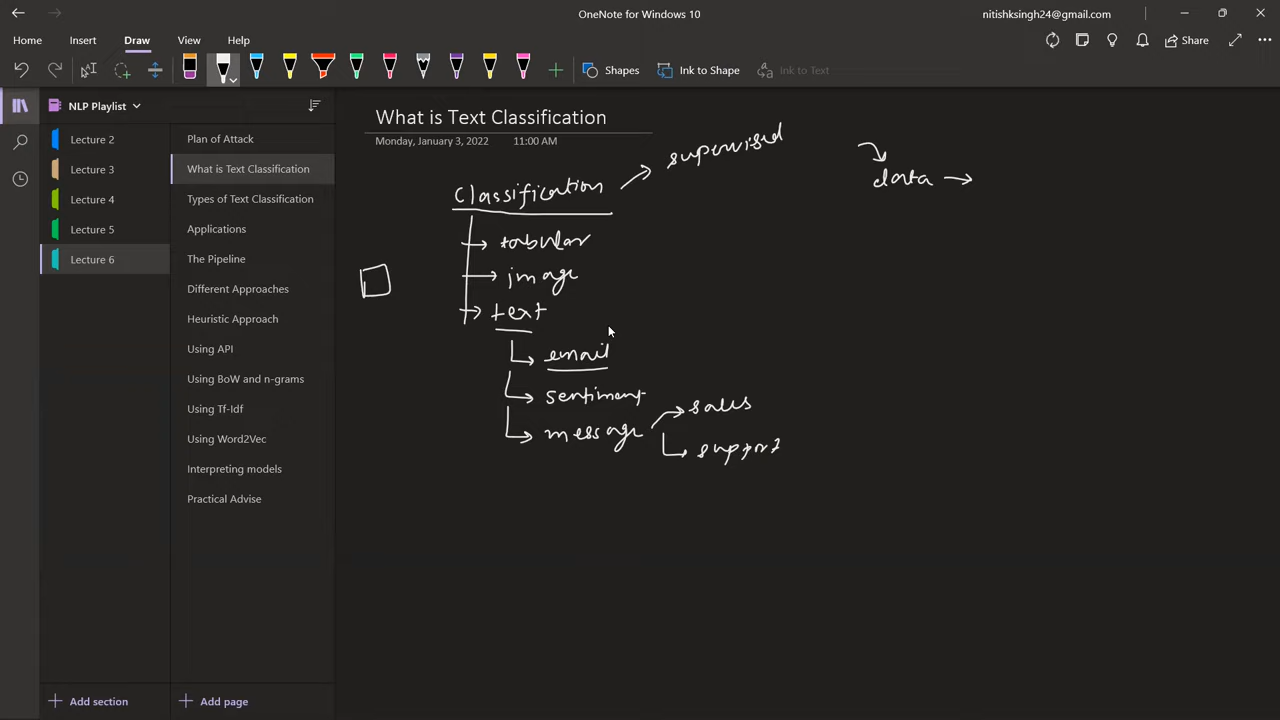 OneNote for Windows 10
nitishksingh24@gmail.com
Home Insert Draw View Help
Share
Shapes Ink to Shape Ink to Text
NLP Playlist
Lecture 2
Lecture 3
Lecture 4
Lecture 5
Lecture 6
Add section
Plan of Attack
What is Text Classification
Types of Text Classification
Applications
The Pipeline
Different Approaches
Heuristic Approach
Using API
Using BoW and n-grams
Using Tf-Idf
Using Word2Vec
Interpreting models
Practical Advise
Add page
What is Text Classification
Monday, January 3, 2022 11:00 AM
Classification → supervised
data →
→ tabular
→ image
→ text
→ email
→ sentiment
→ message → sales
→ support